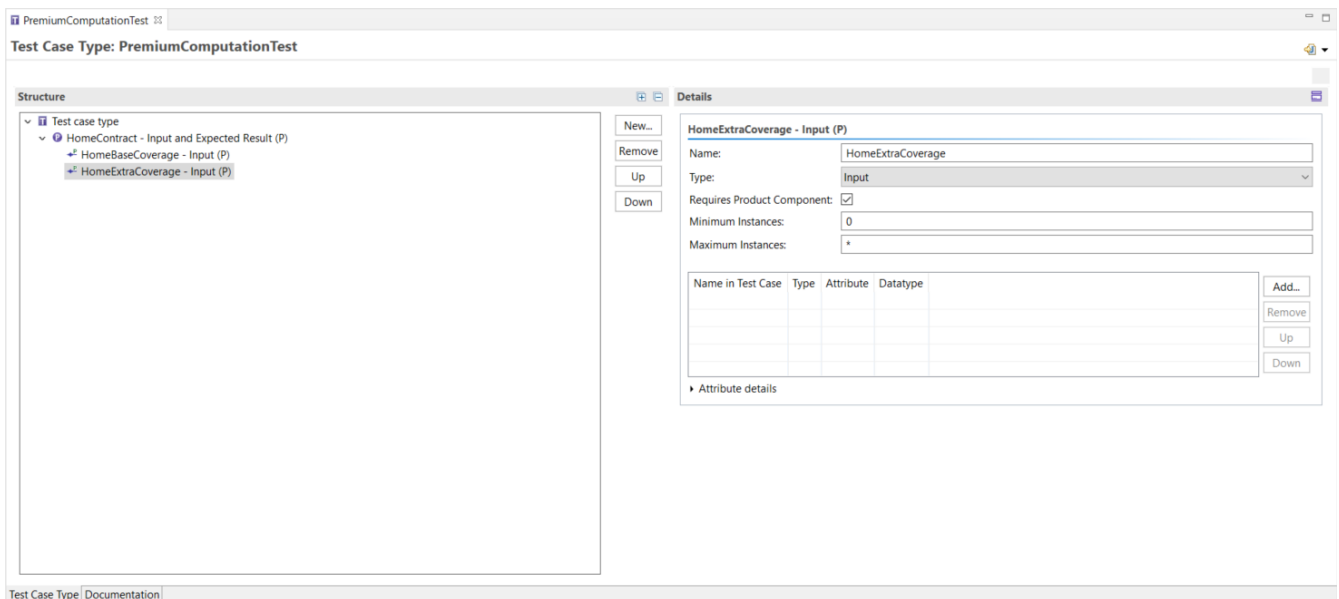 PremiumComputationTest
Test Case Type: PremiumComputationTest
Structure
Test case type
HomeContract - Input and Expected Result (P)
HomeBaseCoverage - Input (P)
HomeExtraCoverage - Input (P)
New...
Remove
Up
Down
Details
HomeExtraCoverage - Input (P)
Name: HomeExtraCoverage
Type: Input
Requires Product Component:
Minimum Instances: 0
Maximum Instances: *
Name in Test Case Type Attribute Datatype
Add...
Remove
Up
Down
Attribute details
Test Case Type Documentation